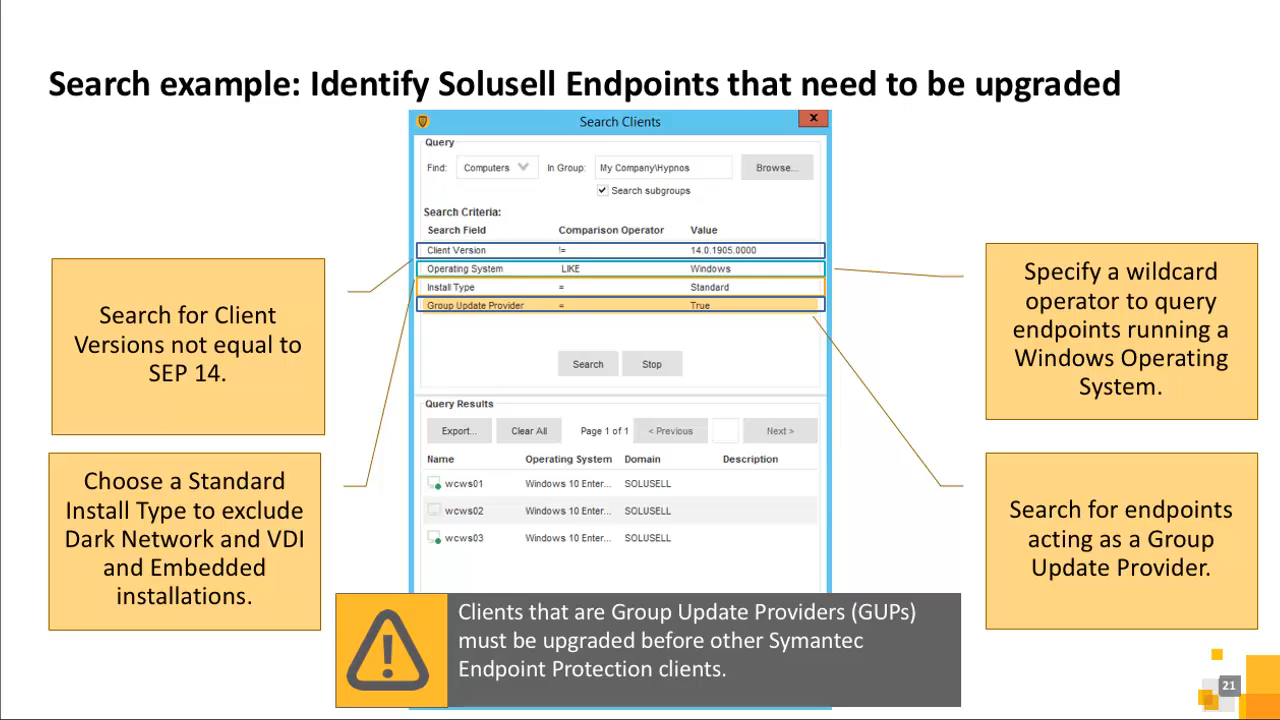 Search example: Identify Solusell Endpoints that need to be upgraded
Search Clients
x
Query
Find: Computers In Group: My Company\Hypnos Browse...
Search subgroups
Search Criteria:
Search Field Comparison Operator Value
Client Version != 14.0.1905.0000
Operating System LIKE Windows
Install Type = Standard
Group Update Provider = True
Search Stop
Query Results
Export... Clear All Page 1 of 1 < Previous Next >
Name Operating System Domain Description
wcws01 Windows 10 Enter... SOLUSELL
wcws02 Windows 10 Enter... SOLUSELL
wcws03 Windows 10 Enter... SOLUSELL
Search for Client
Versions not equal to
SEP 14.
Choose a Standard
Install Type to exclude
Dark Network and VDI
and Embedded
installations.
Specify a wildcard
operator to query
endpoints running a
Windows Operating
System.
Search for endpoints
acting as a Group
Update Provider.
Clients that are Group Update Providers (GUPs)
must be upgraded before other Symantec
Endpoint Protection clients.
21